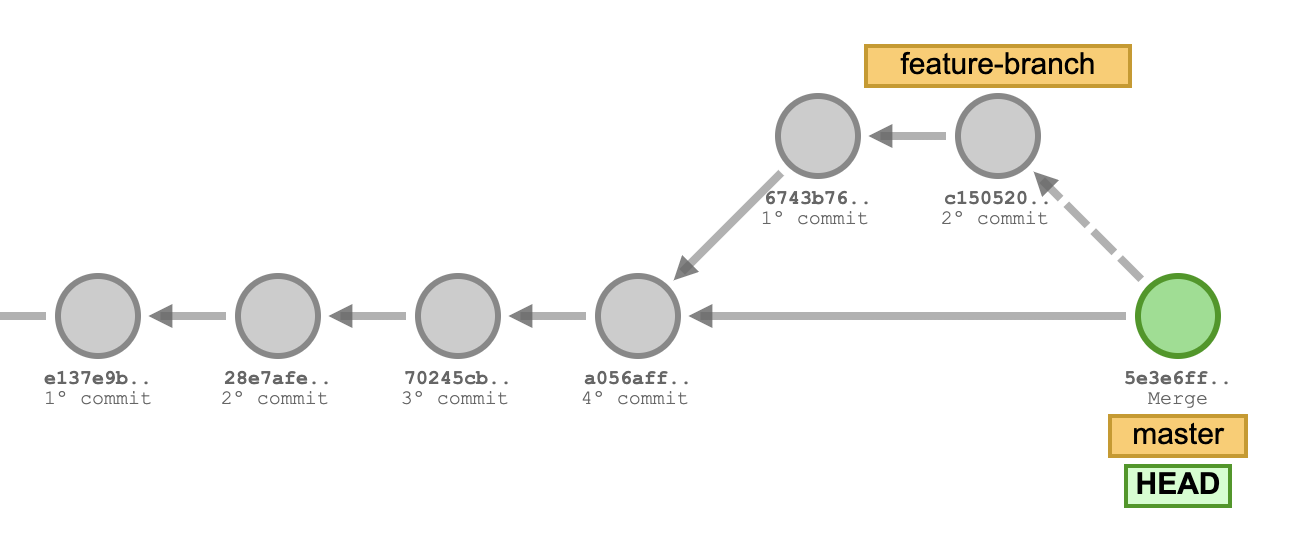 feature-branch
6743b76..
1° commit
c150520..
2° commit
e137e9b..
1° commit
28e7afe..
2° commit
70245cb..
3° commit
a056aff..
4° commit
5e3e6ff..
Merge
master
HEAD